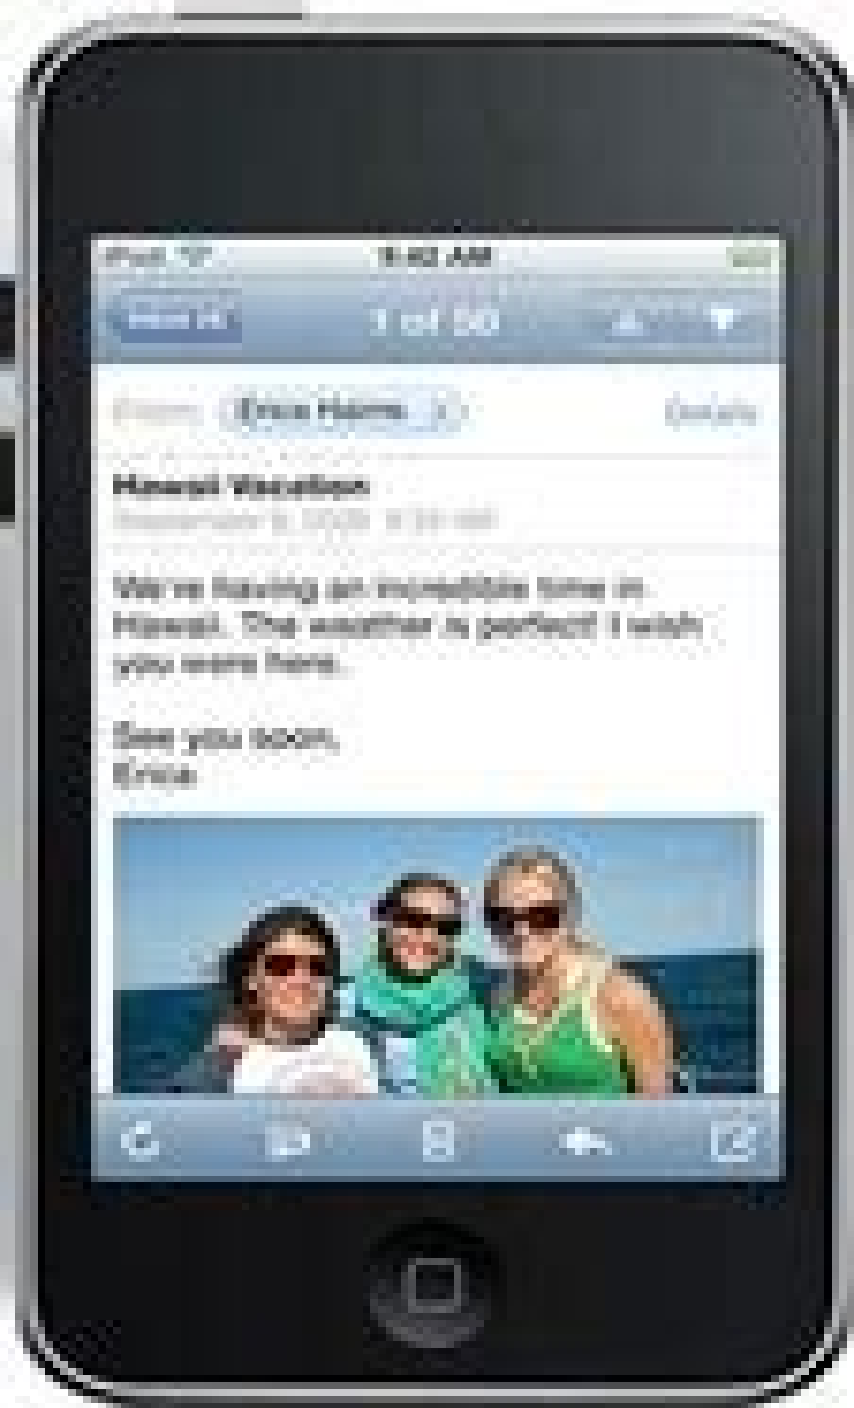 iPod 9:42 AM
1 of 50
From: Erica Harris Details
Hawaii Vacation
We're having an incredible time in
Hawaii. The weather is perfect! I wish
you were here.
See you soon,
Erica